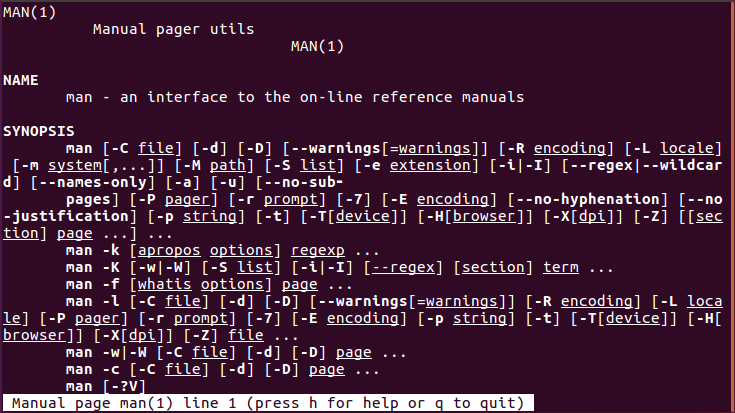 MAN(1)
Manual pager utils
MAN(1)
NAME
man - an interface to the on-line reference manuals
SYNOPSIS
man [-C file] [-d] [-D] [--warnings[=warnings]] [-R encoding] [-L locale]
[-m system[,...]] [-M path] [-S list] [-e extension] [-i|-I] [--regex|--wildcar
d] [--names-only] [-a] [-u] [--no-sub-
pages] [-P pager] [-r prompt] [-7] [-E encoding] [--no-hyphenation] [--no
-justification] [-p string] [-t] [-T[device]] [-H[browser]] [-X[dpi]] [-Z] [[sec
tion] page ...] ...
man -k [apropos options] regexp ...
man -K [-w|-W] [-S list] [-i|-I] [--regex] [section] term ...
man -f [whatis options] page ...
man -l [-C file] [-d] [-D] [--warnings[=warnings]] [-R encoding] [-L loca
le] [-P pager] [-r prompt] [-7] [-E encoding] [-p string] [-t] [-T[device]] [-H[
browser]] [-X[dpi]] [-Z] file ...
man -w|-W [-C file] [-d] [-D] page ...
man -c [-C file] [-d] [-D] page ...
man [-?V]
Manual page man(1) line 1 (press h for help or q to quit)